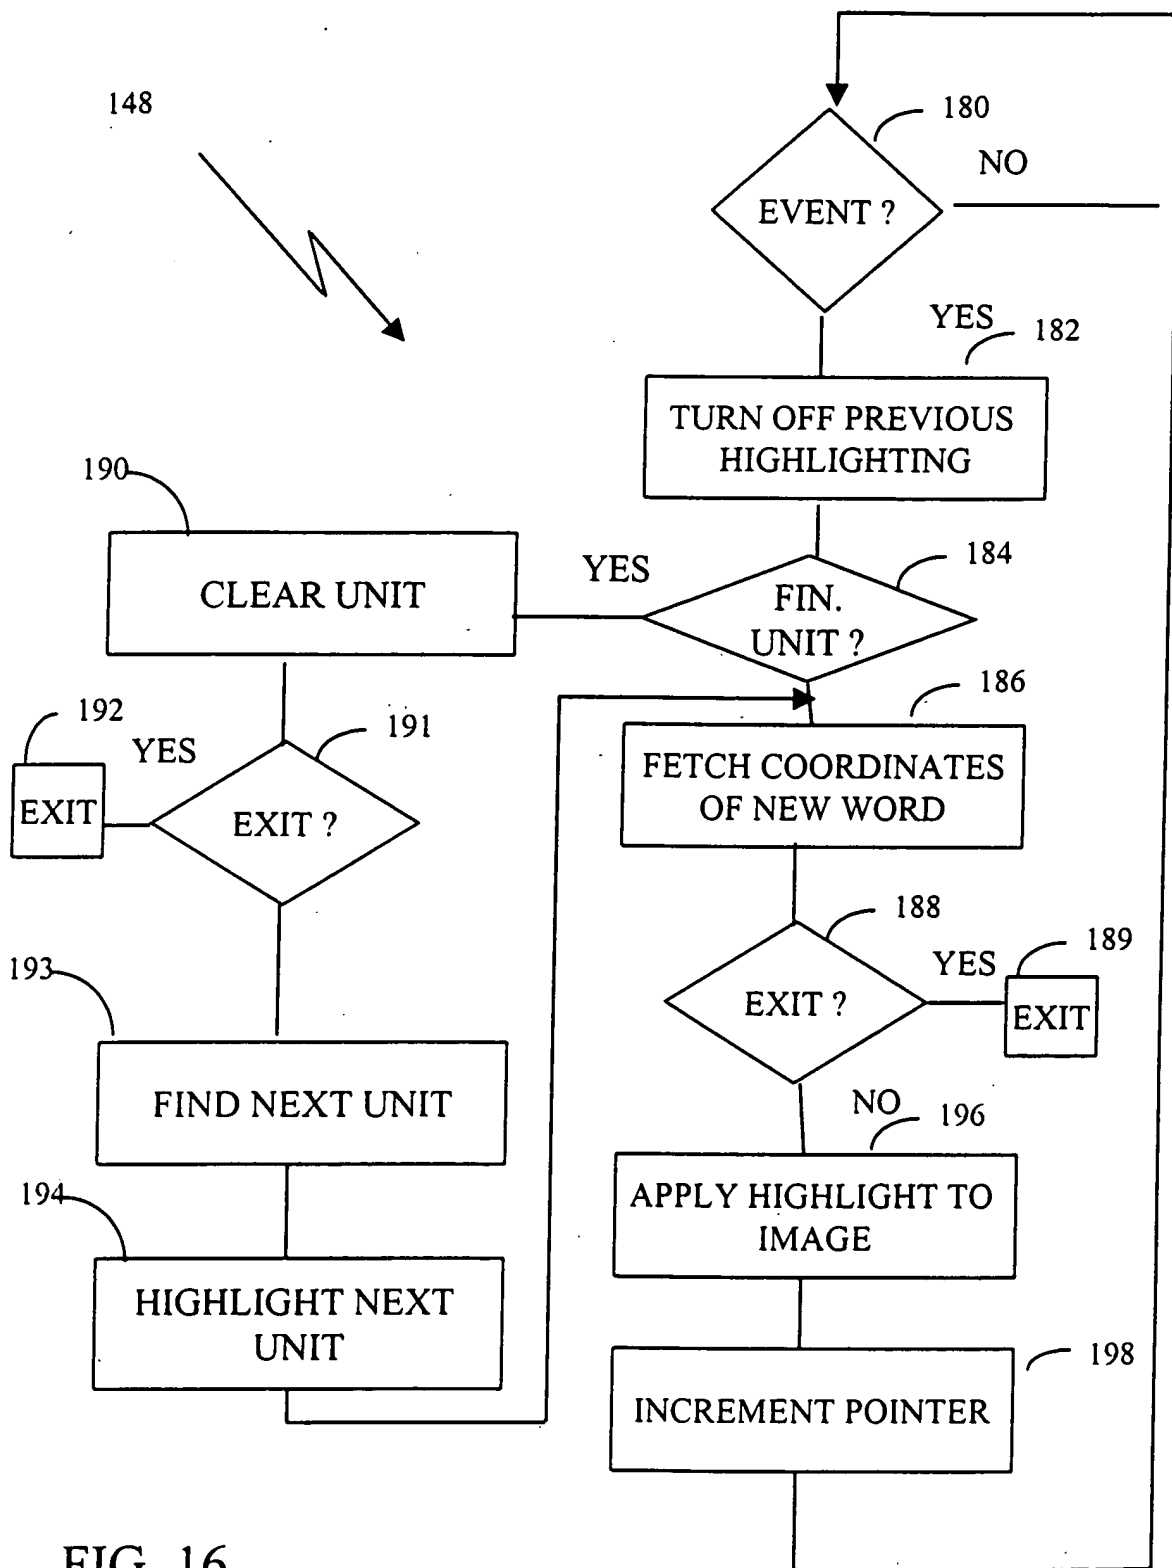 148
180
NO
EVENT ?
YES
182
TURN OFF PREVIOUS
HIGHLIGHTING
190
YES
184
CLEAR UNIT
FIN.
UNIT ?
186
192
YES
191
FETCH COORDINATES
OF NEW WORD
EXIT
EXIT ?
188
189
YES
193
EXIT ?
EXIT
FIND NEXT UNIT
NO
196
194
APPLY HIGHLIGHT TO
IMAGE
HIGHLIGHT NEXT
UNIT
198
INCREMENT POINTER
FIG. 16